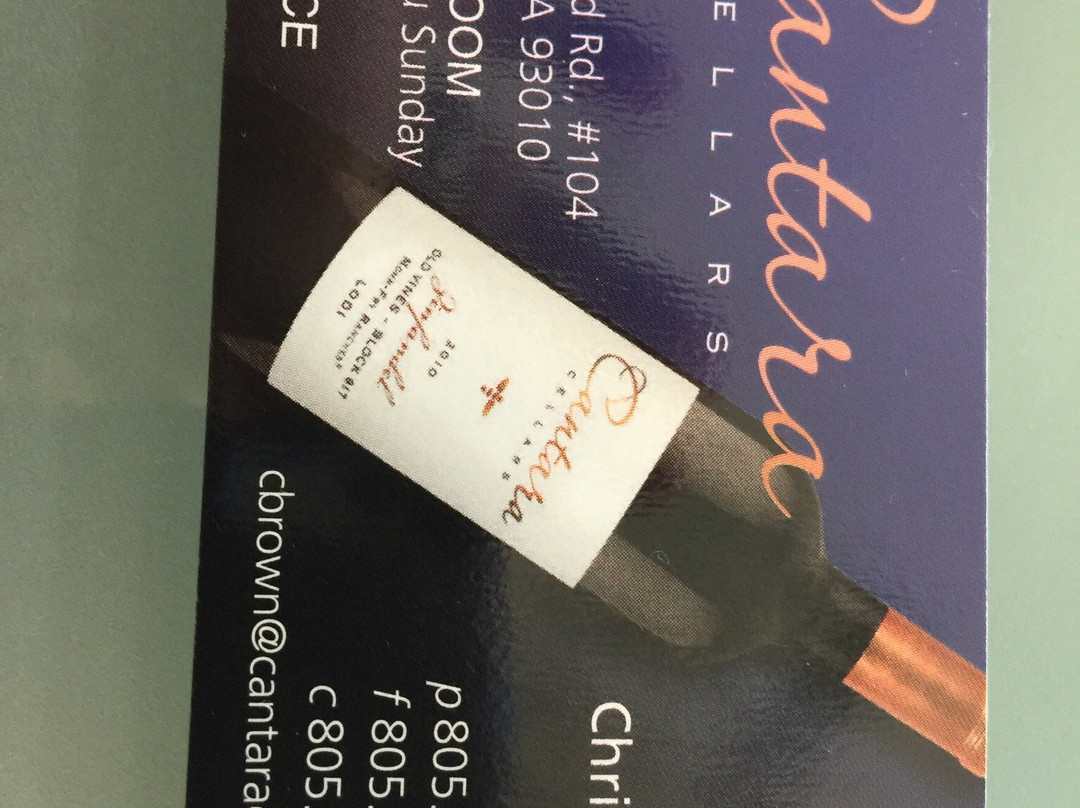 Cantara
CELLARS
d Rd., #104
A 93010
OOM
u Sunday
CE
Cantara
CELLARS
2010
Zinfandel
OLD VINES - BLOCK 817
LODI
Chri
p 805.
f 805.
c 805.
cbrown@cantarac